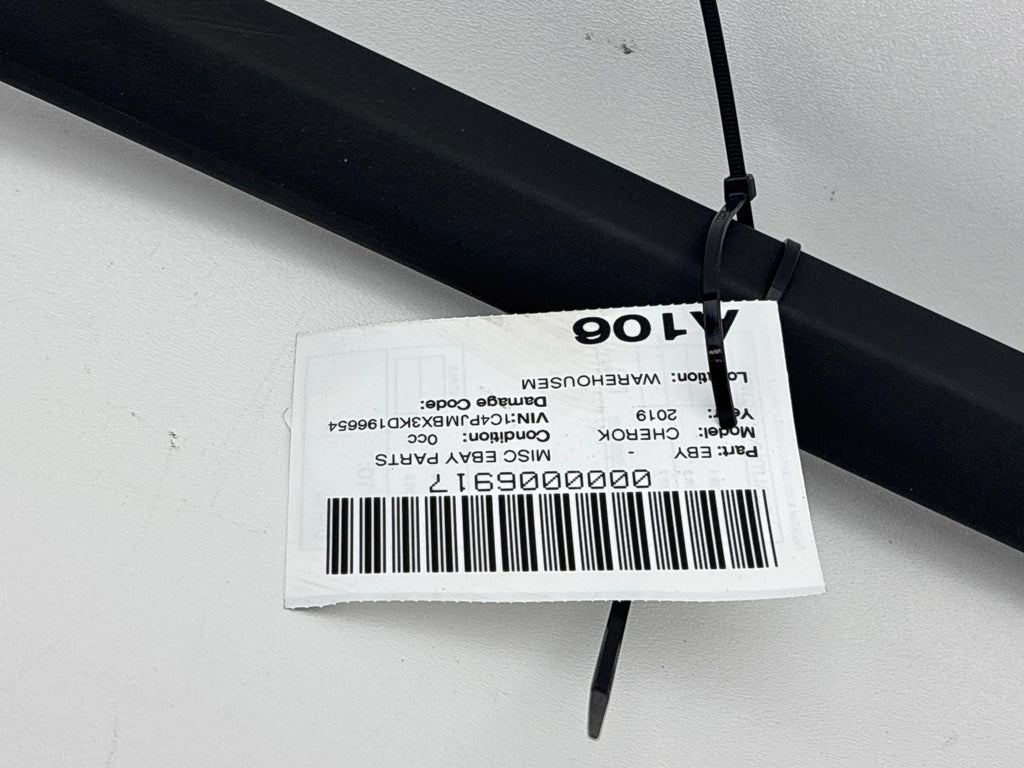 0000006917
Part: EBY - MISC EBAY PARTS
Model: CHEROK Condition: 0cc
Year: 2019 VIN:1C4PJMBX3KD196654
Damage Code:
Location: WAREHOUSEM
A106